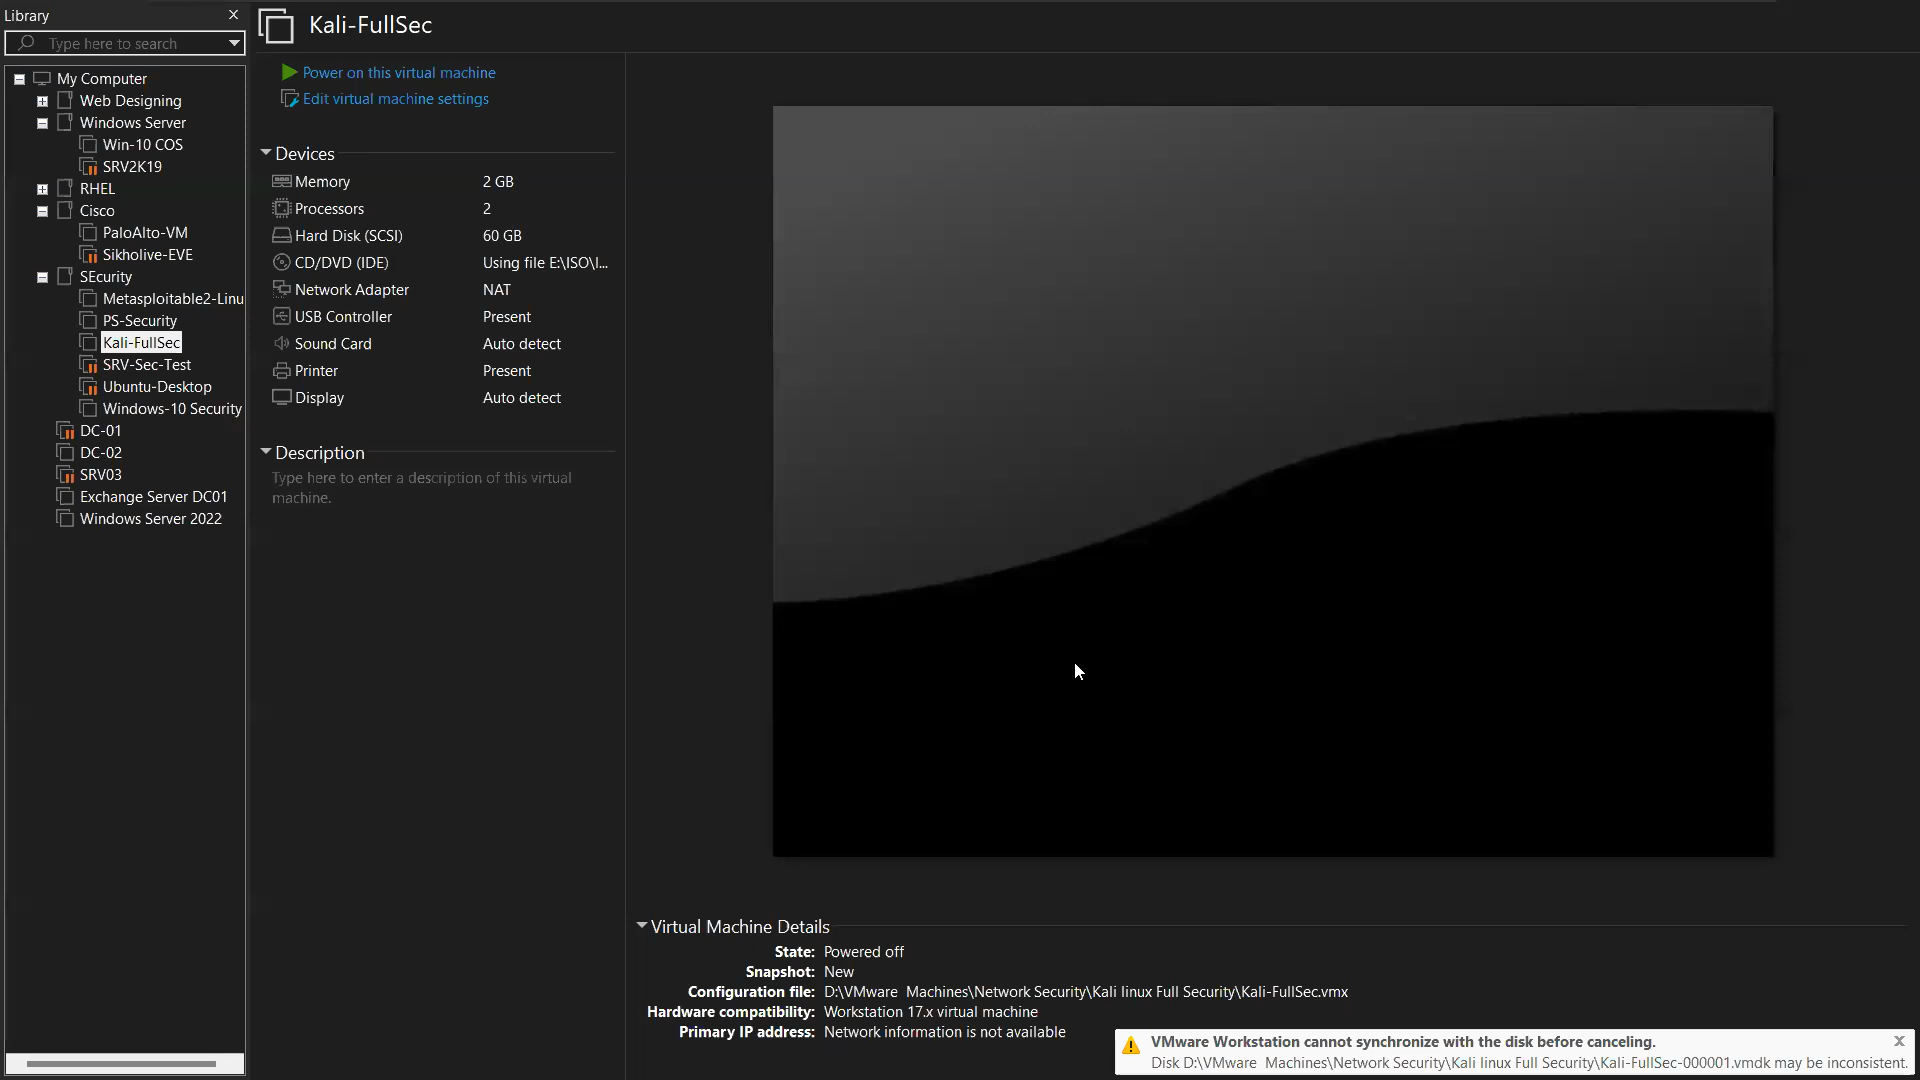 Library
Type here to search
My Computer
Web Designing
Windows Server
Win-10 COS
SRV2K19
RHEL
Cisco
PaloAlto-VM
Sikholive-EVE
SEcurity
Metasploitable2-Linu
PS-Security
Kali-FullSec
SRV-Sec-Test
Ubuntu-Desktop
Windows-10 Security
DC-01
DC-02
SRV03
Exchange Server DC01
Windows Server 2022
Kali-FullSec
Power on this virtual machine
Edit virtual machine settings
Devices
Memory 2 GB
Processors 2
Hard Disk (SCSI) 60 GB
CD/DVD (IDE) Using file E:\ISO\I...
Network Adapter NAT
USB Controller Present
Sound Card Auto detect
Printer Present
Display Auto detect
Description
Type here to enter a description of this virtual
machine.
Virtual Machine Details
State: Powered off
Snapshot: New
Configuration file: D:\VMware  Machines\Network Security\Kali linux Full Security\Kali-FullSec.vmx
Hardware compatibility: Workstation 17.x virtual machine
Primary IP address: Network information is not available
VMware Workstation cannot synchronize with the disk before canceling.
Disk D:\VMware  Machines\Network Security\Kali linux Full Security\Kali-FullSec-000001.vmdk may be inconsistent.